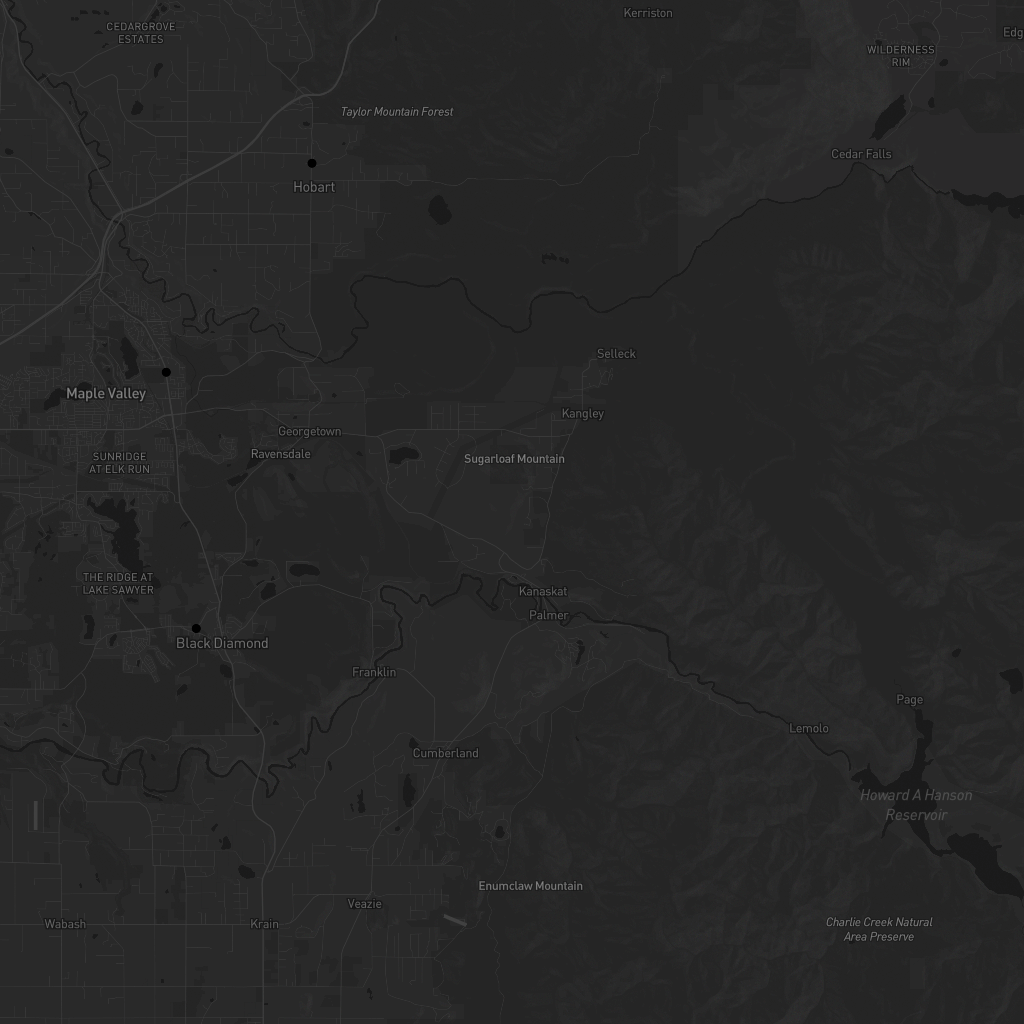 Kerriston
CEDARGROVE
ESTATES
Edg
WILDERNESS
RIM
Taylor Mountain Forest
Cedar Falls
Hobart
Selleck
Maple Valley
Kangley
Georgetown
Ravensdale
SUNRIDGE
AT ELK RUN
Sugarloaf Mountain
THE RIDGE AT
LAKE SAWYER
Kanaskat
Palmer
Black Diamond
Franklin
Page
Lemolo
Cumberland
Howard A Hanson
Reservoir
Enumclaw Mountain
Veazie
Wabash
Krain
Charlie Creek Natural
Area Preserve